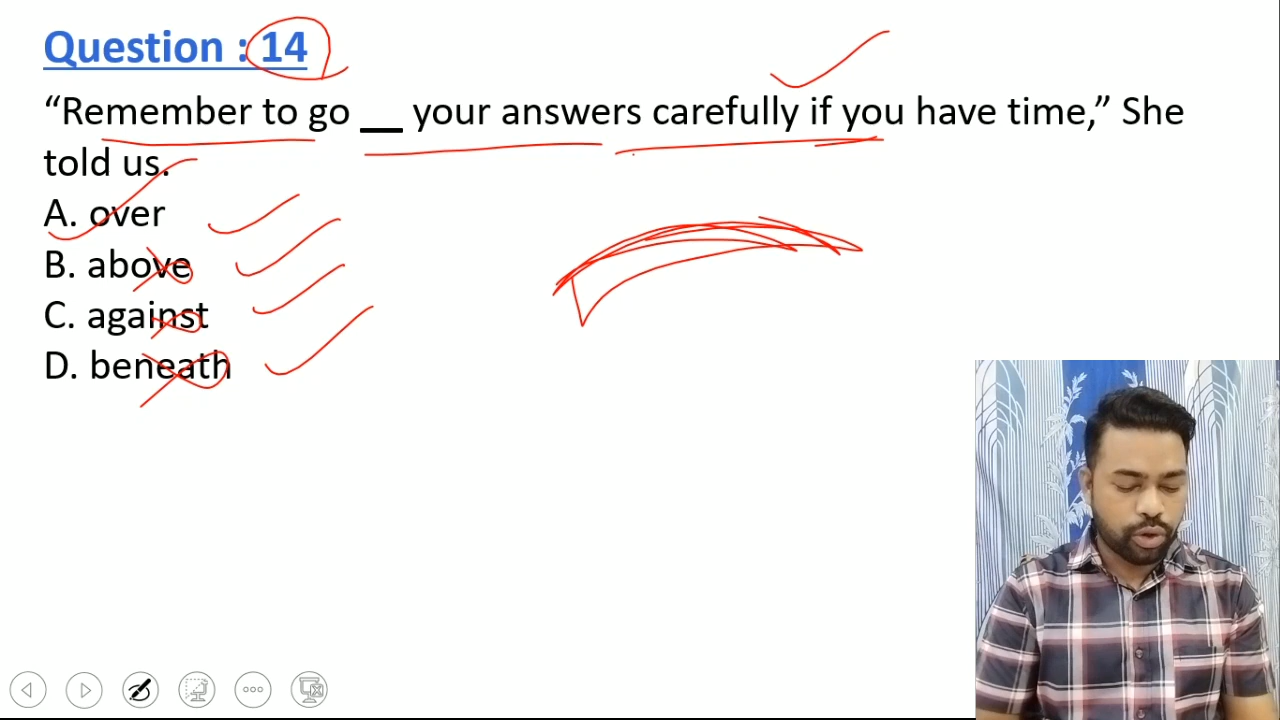 Question : 14
“Remember to go __ your answers carefully if you have time,” She
told us.
A. over
B. above
C. against
D. beneath